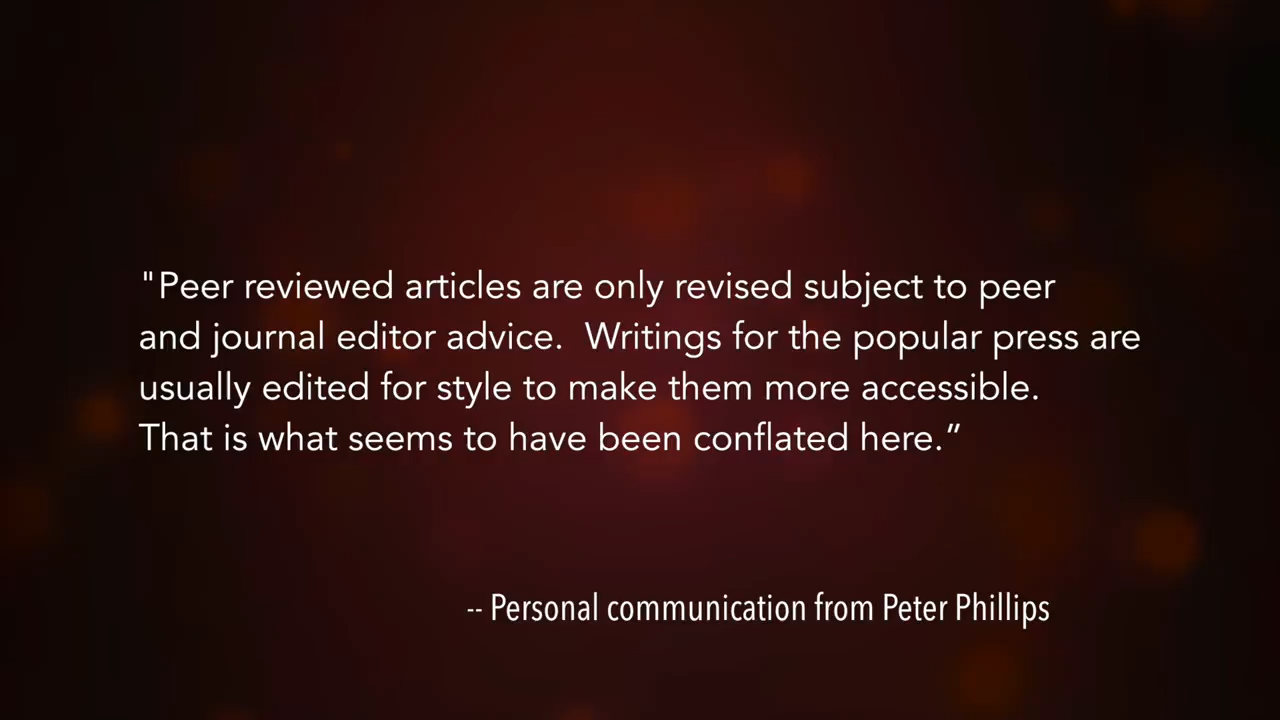 "Peer reviewed articles are only revised subject to peer
and journal editor advice.  Writings for the popular press are
usually edited for style to make them more accessible.
That is what seems to have been conflated here.”
-- Personal communication from Peter Phillips